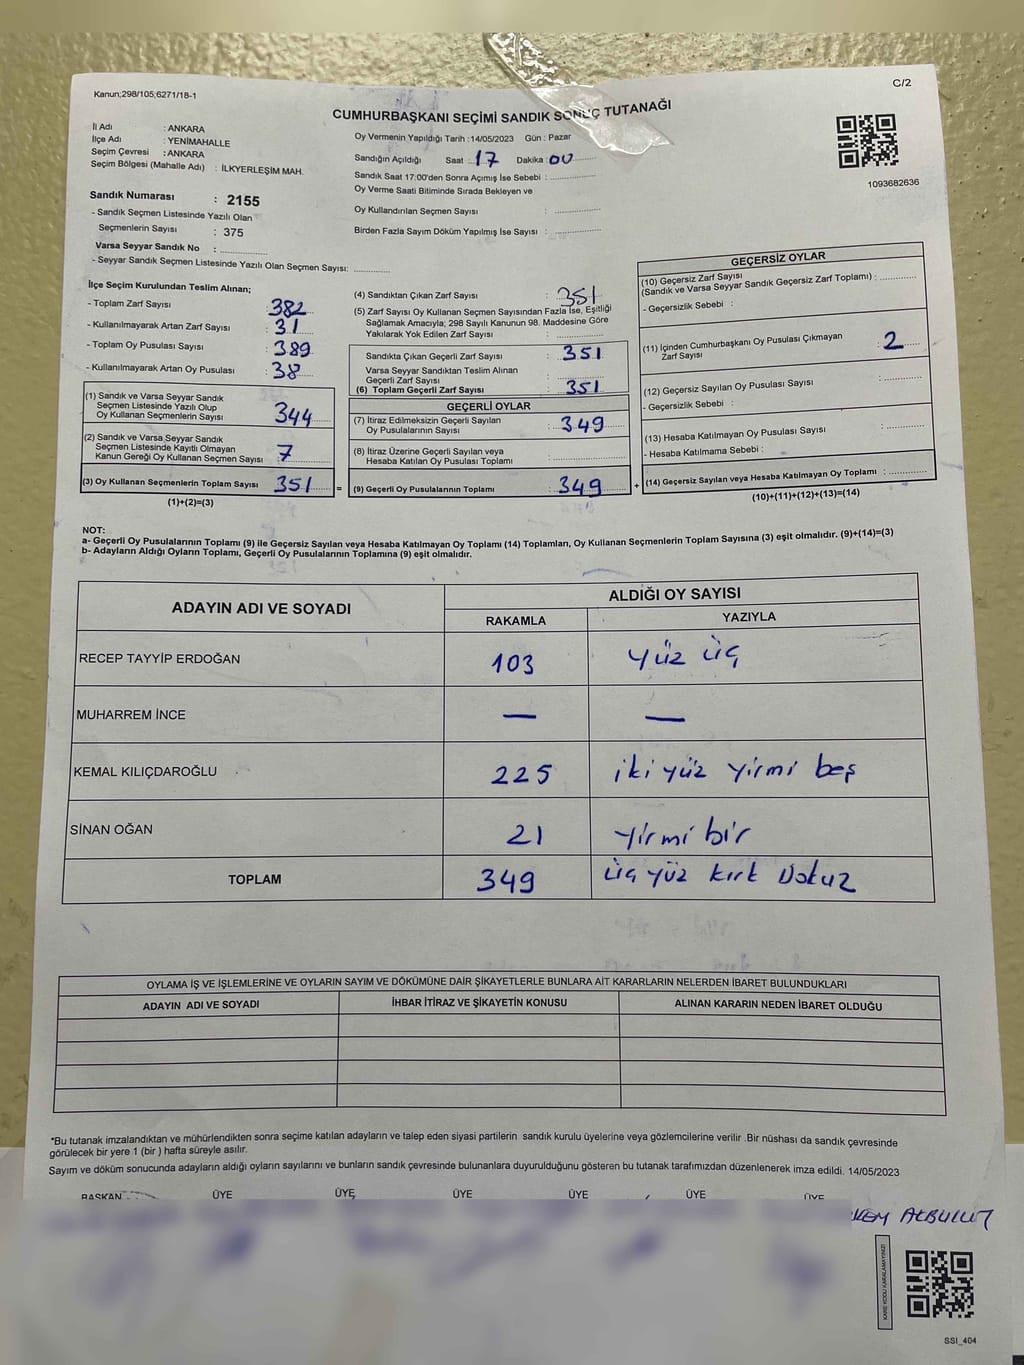 Kanun;298/105;6271/18-1
C/2
CUMHURBAŞKANI SEÇİMİ SANDIK SONUÇ TUTANAĞI
İl Adı : ANKARA
İlçe Adı : YENİMAHALLE
Seçim Çevresi : ANKARA
Seçim Bölgesi (Mahalle Adı) : İLKYERLEŞİM MAH.
Sandık Numarası : 2155
- Sandık Seçmen Listesinde Yazılı Olan
Seçmenlerin Sayısı : 375
Varsa Seyyar Sandık No :
- Seyyar Sandık Seçmen Listesinde Yazılı Olan Seçmen Sayısı:
Oy Vermenin Yapıldığı Tarih :14/05/2023 Gün : Pazar
Sandığın Açıldığı Saat :17 Dakika :00
Sandık Saat 17:00'den Sonra Açımış İse Sebebi :
Oy Verme Saati Bitiminde Sırada Bekleyen ve
Oy Kullandırılan Seçmen Sayısı :
Birden Fazla Sayım Döküm Yapılmış İse Sayısı :
1093682636
İlçe Seçim Kurulundan Teslim Alınan;
- Toplam Zarf Sayısı : 382
- Kullanılmayarak Artan Zarf Sayısı : 31
- Toplam Oy Pusulası Sayısı : 389
- Kullanılmayarak Artan Oy Pusulası : 38
(1) Sandık ve Varsa Seyyar Sandık
Seçmen Listesinde Yazılı Olup
Oy Kullanan Seçmenlerin Sayısı : 344
(2) Sandık ve Varsa Seyyar Sandık
Seçmen Listesinde Kayıtlı Olmayan
Kanun Gereği Oy Kullanan Seçmen Sayısı : 7
(3) Oy Kullanan Seçmenlerin Toplam Sayısı : 351
(1)+(2)=(3)
=
(4) Sandıktan Çıkan Zarf Sayısı : 351
(5) Zarf Sayısı Oy Kullanan Seçmen Sayısından Fazla İse, Eşitliği
Sağlamak Amacıyla; 298 Sayılı Kanunun 98. Maddesine Göre
Yakılarak Yok Edilen Zarf Sayısı :
Sandıkta Çıkan Geçerli Zarf Sayısı : 351
Varsa Seyyar Sandıktan Teslim Alınan
Geçerli Zarf Sayısı :
(6) Toplam Geçerli Zarf Sayısı : 351
GEÇERLİ OYLAR
(7) İtiraz Edilmeksizin Geçerli Sayılan
Oy Pusulalarının Sayısı : 349
(8) İtiraz Üzerine Geçerli Sayılan veya
Hesaba Katılan Oy Pusulası Toplamı :
(9) Geçerli Oy Pusulalarının Toplamı : 349
+
GEÇERSİZ OYLAR
(10) Geçersiz Zarf Sayısı
(Sandık ve Varsa Seyyar Sandık Geçersiz Zarf Toplamı) :
- Geçersizlik Sebebi :
(11) İçinden Cumhurbaşkanı Oy Pusulası Çıkmayan
Zarf Sayısı : 2
(12) Geçersiz Sayılan Oy Pusulası Sayısı :
- Geçersizlik Sebebi :
(13) Hesaba Katılmayan Oy Pusulası Sayısı :
- Hesaba Katılmama Sebebi :
(14) Geçersiz Sayılan veya Hesaba Katılmayan Oy Toplamı :
(10)+(11)+(12)+(13)=(14)
NOT:
a- Geçerli Oy Pusulalarının Toplamı (9) ile Geçersiz Sayılan veya Hesaba Katılmayan Oy Toplamı (14) Toplamları, Oy Kullanan Seçmenlerin Toplam Sayısına (3) eşit olmalıdır. (9)+(14)=(3)
b- Adayların Aldığı Oyların Toplamı, Geçerli Oy Pusulalarının Toplamına (9) eşit olmalıdır.
ADAYIN ADI VE SOYADI
ALDIĞI OY SAYISI
RAKAMLA YAZIYLA
RECEP TAYYİP ERDOĞAN 103 yüz üç
MUHARREM İNCE — —
KEMAL KILIÇDAROĞLU 225 iki yüz yirmi beş
SİNAN OĞAN 21 yirmi bir
TOPLAM 349 üç yüz kırk Dokuz
OYLAMA İŞ VE İŞLEMLERİNE VE OYLARIN SAYIM VE DÖKÜMÜNE DAİR ŞİKAYETLERLE BUNLARA AİT KARARLARIN NELERDEN İBARET BULUNDUKLARI
ADAYIN ADI VE SOYADI İHBAR İTİRAZ VE ŞİKAYETİN KONUSU ALINAN KARARIN NEDEN İBARET OLDUĞU
*Bu tutanak imzalandıktan ve mühürlendikten sonra seçime katılan adayların ve talep eden siyasi partilerin sandık kurulu üyelerine veya gözlemcilerine verilir .Bir nüshası da sandık çevresinde
görülecek bir yere 1 (bir ) hafta süreyle asılır.
Sayım ve döküm sonucunda adayların aldığı oyların sayılarını ve bunların sandık çevresinde bulunanlara duyurulduğunu gösteren bu tutanak tarafımızdan düzenlenerek imza edildi. 14/05/2023
BAŞKAN ÜYE ÜYE ÜYE ÜYE ÜYE ÜYE
AKBULUT
KARE KODU KARALAMAYINIZ!
SSI_404